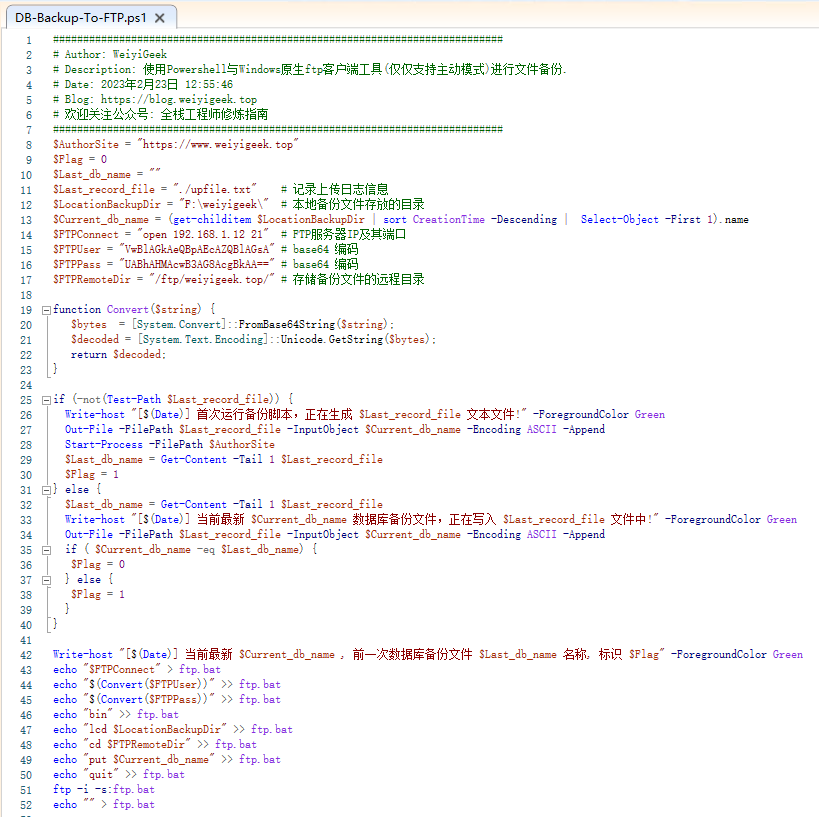 DB-Backup-To-FTP.ps1
1 ###########################################################################
2 # Author: WeiyiGeek
3 # Description: 使用Powershell与Windows原生ftp客户端工具(仅仅支持主动模式)进行文件备份.
4 # Date: 2023年2月23日 12:55:46
5 # Blog: https://blog.weiyigeek.top
6 # 欢迎关注公众号: 全栈工程师修炼指南
7 ###########################################################################
8 $AuthorSite = "https://www.weiyigeek.top"
9 $Flag = 0
10 $Last_db_name = ""
11 $Last_record_file = "./upfile.txt"    # 记录上传日志信息
12 $LocationBackupDir = "F:\weiyigeek\"  # 本地备份文件存放的目录
13 $Current_db_name = (get-childitem $LocationBackupDir | sort CreationTime -Descending |  Select-Object -First 1).name
14 $FTPConnect = "open 192.168.1.12 21"  # FTP服务器IP及其端口
15 $FTPUser = "VwBlAGkAeQBpAEcAZQBlAGsA" # base64 编码
16 $FTPPass = "UABhAHMAcwB3AG8AcgBkAA==" # base64 编码
17 $FTPRemoteDir = "/ftp/weiyigeek.top/" # 存储备份文件的远程目录
18
19 function Convert($string) {
20    $bytes  = [System.Convert]::FromBase64String($string);
21    $decoded = [System.Text.Encoding]::Unicode.GetString($bytes);
22    return $decoded;
23 }
24
25 if (-not(Test-Path $Last_record_file)) {
26   Write-host "[$(Date)] 首次运行备份脚本，正在生成 $Last_record_file 文本文件!" -ForegroundColor Green
27   Out-File -FilePath $Last_record_file -InputObject $Current_db_name -Encoding ASCII -Append
28   Start-Process -FilePath $AuthorSite
29   $Last_db_name = Get-Content -Tail 1 $Last_record_file
30   $Flag = 1
31 } else {
32   $Last_db_name = Get-Content -Tail 1 $Last_record_file
33   Write-host "[$(Date)] 当前最新 $Current_db_name 数据库备份文件，正在写入 $Last_record_file 文件中!" -ForegroundColor Green
34   Out-File -FilePath $Last_record_file -InputObject $Current_db_name -Encoding ASCII -Append
35   if ( $Current_db_name -eq $Last_db_name) {
36    $Flag = 0
37   } else {
38    $Flag = 1
39   }
40 }
41
42 Write-host "[$(Date)] 当前最新 $Current_db_name ，前一次数据库备份文件 $Last_db_name 名称, 标识 $Flag" -ForegroundColor Green
43 echo "$FTPConnect" > ftp.bat
44 echo "$(Convert($FTPUser))" >> ftp.bat
45 echo "$(Convert($FTPPass))" >> ftp.bat
46 echo "bin" >> ftp.bat
47 echo "lcd $LocationBackupDir" >> ftp.bat
48 echo "cd $FTPRemoteDir" >> ftp.bat
49 echo "put $Current_db_name" >> ftp.bat
50 echo "quit" >> ftp.bat
51 ftp -i -s:ftp.bat
52 echo "" > ftp.bat